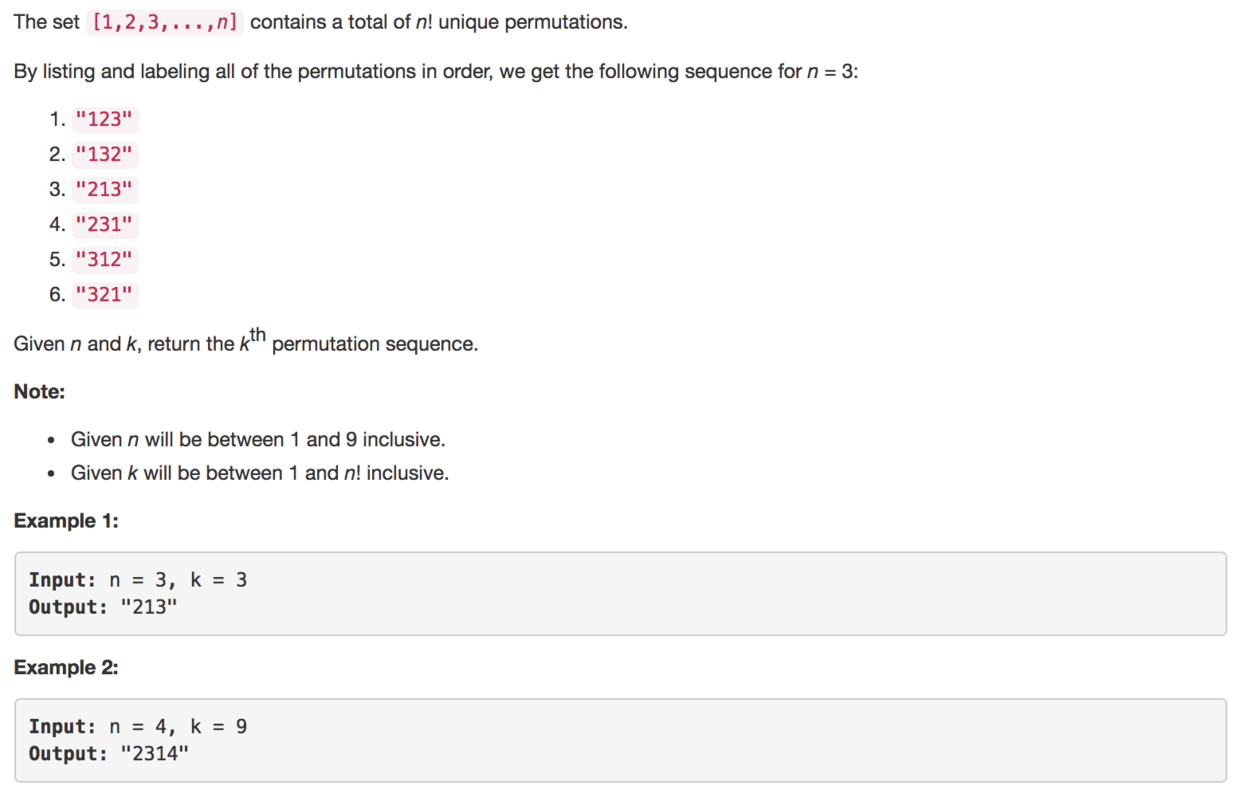 The set [1,2,3,...,n] contains a total of n! unique permutations.
By listing and labeling all of the permutations in order, we get the following sequence for n = 3:
1. "123"
2. "132"
3. "213"
4. "231"
5. "312"
6. "321"
Given n and k, return the kth permutation sequence.
Note:
• Given n will be between 1 and 9 inclusive.
• Given k will be between 1 and n! inclusive.
Example 1:
Input: n = 3, k = 3
Output: "213"
Example 2:
Input: n = 4, k = 9
Output: "2314"